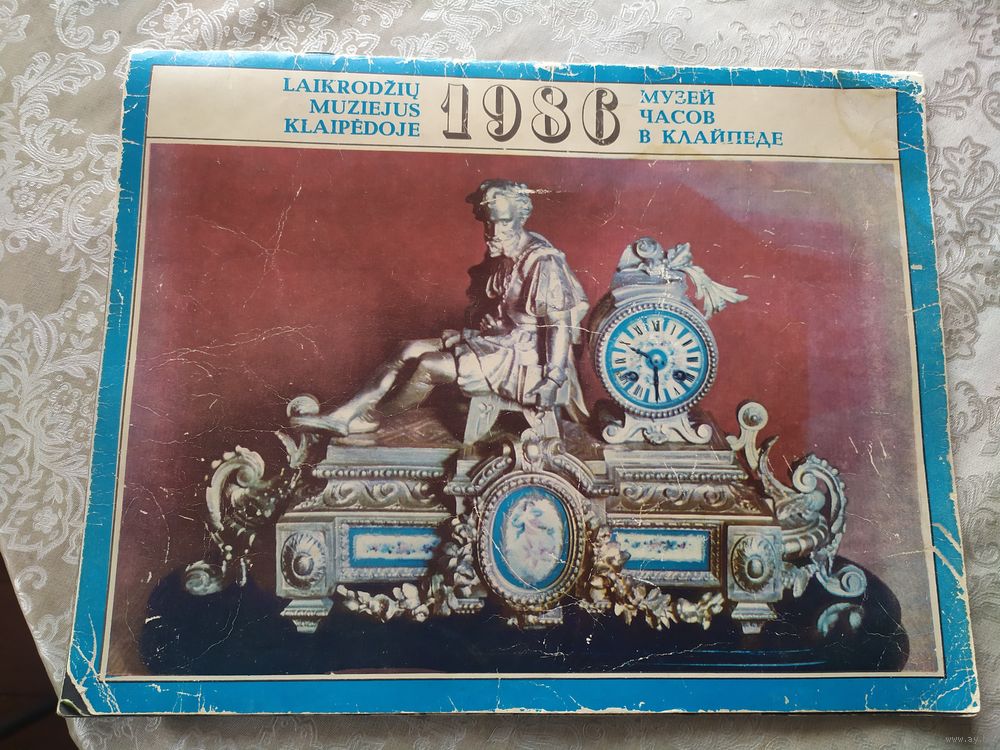 LAIKRODŽIŲ
MUZIEJUS
KLAIPĖDOJE
1986
МУЗЕЙ
ЧАСОВ
В КЛАЙПЕДЕ